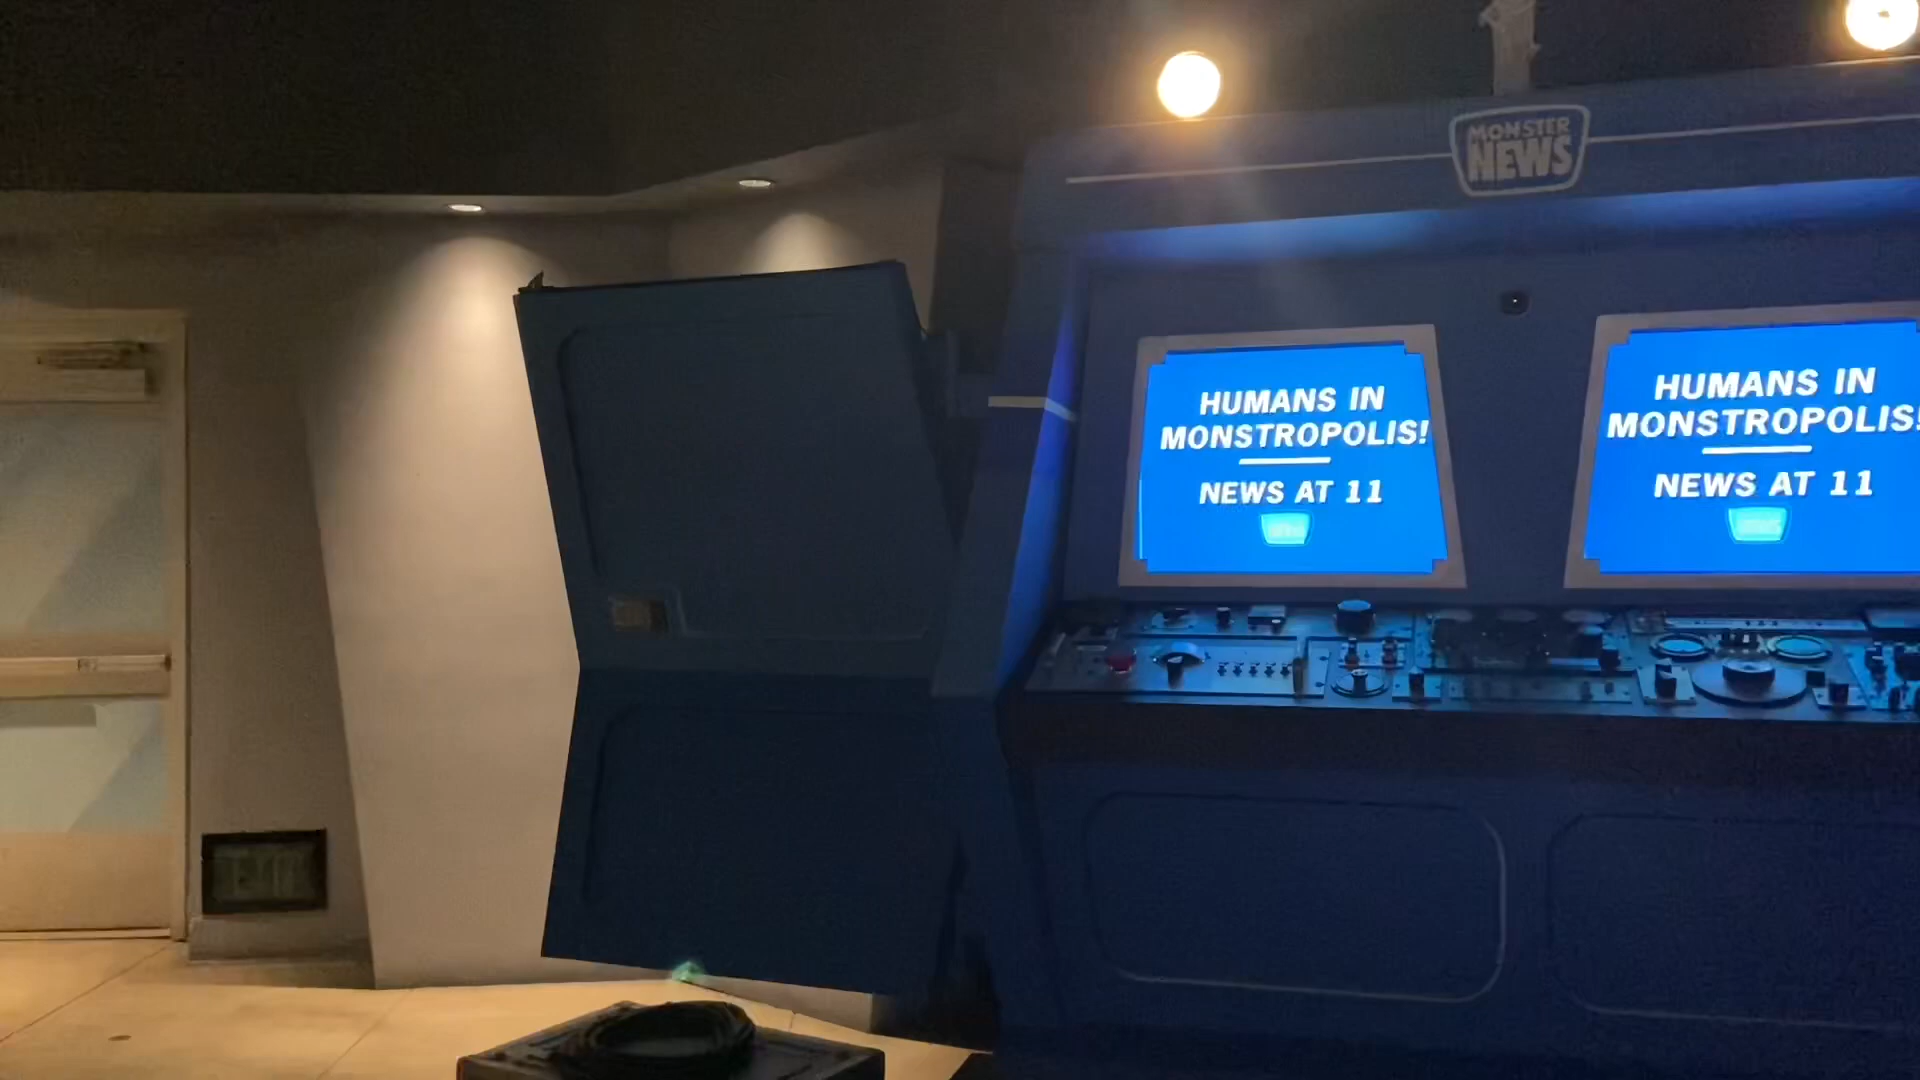 MONSTER
NEWS
HUMANS IN
MONSTROPOLIS!
NEWS AT 11
HUMANS IN
MONSTROPOLIS!
NEWS AT 11